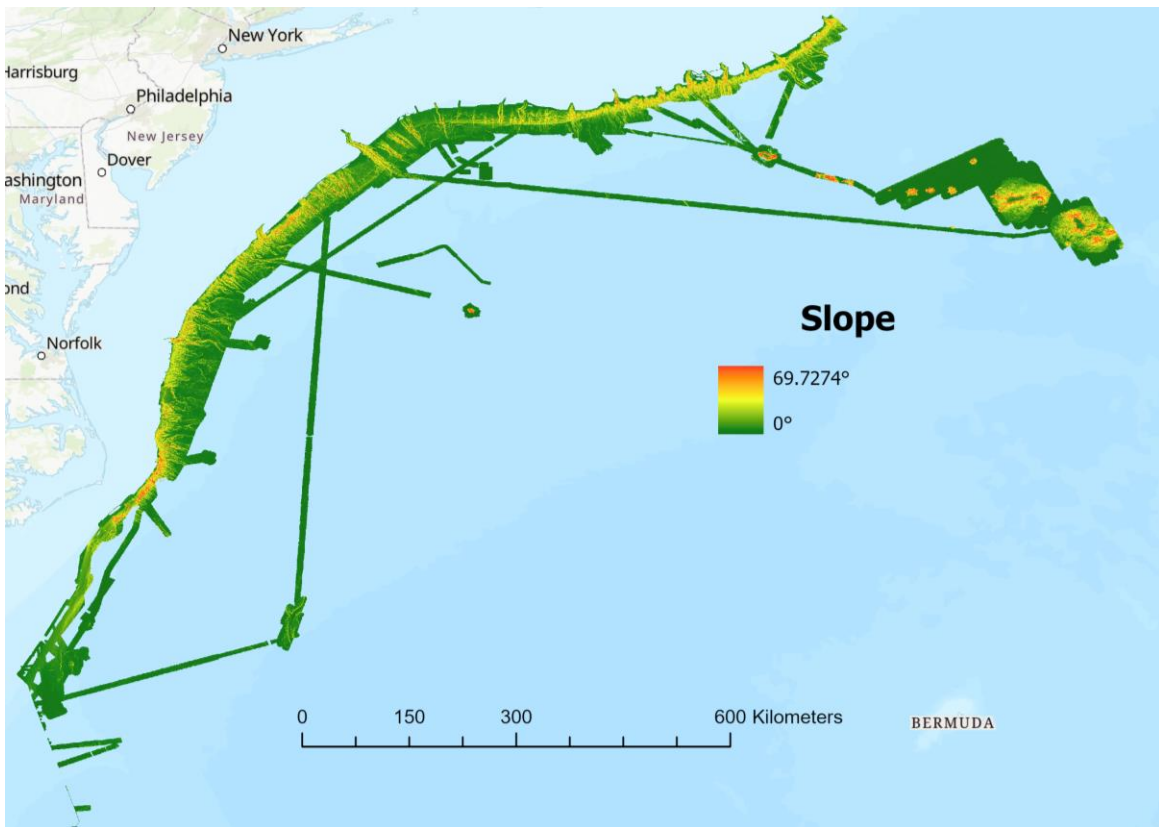 New York
Harrisburg
Philadelphia
New Jersey
Dover
ashington
Maryland
ond
Norfolk
Slope
69.7274°
0°
0 150 300 600 Kilometers
BERMUDA